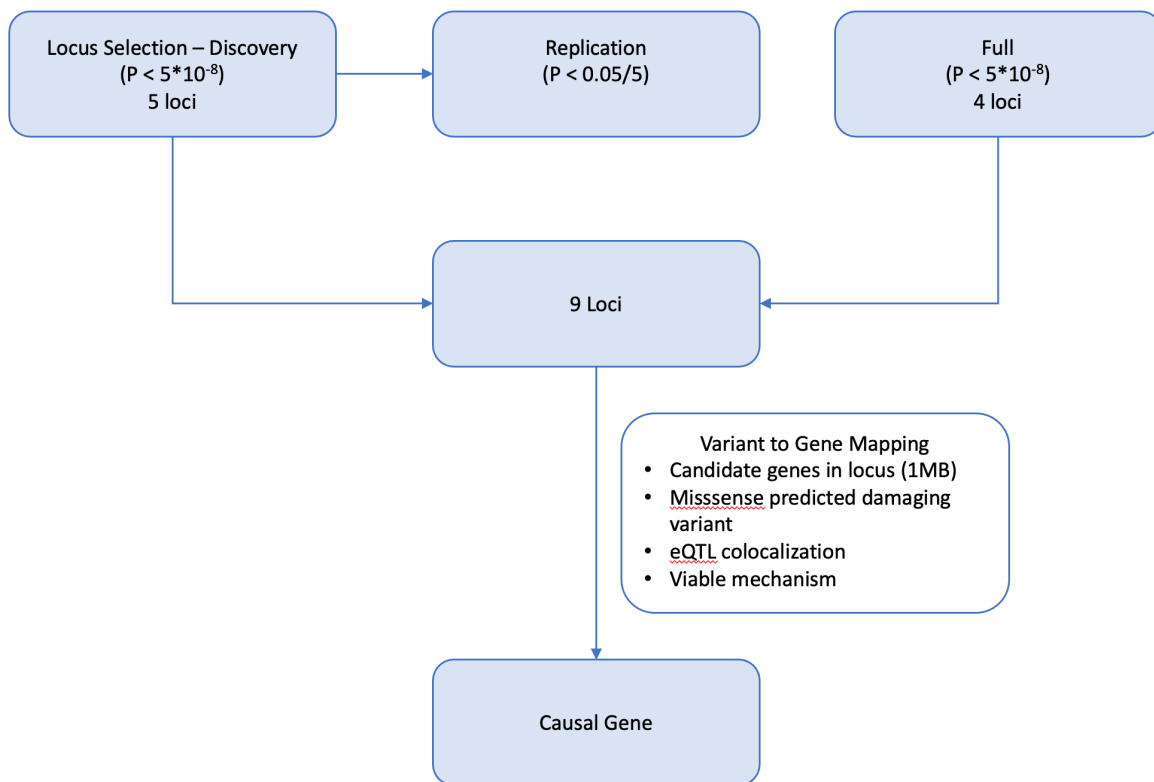 Locus Selection – Discovery
(P < 5*10⁻⁸)
5 loci
Replication
(P < 0.05/5)
Full
(P < 5*10⁻⁸)
4 loci
9 Loci
Variant to Gene Mapping
• Candidate genes in locus (1MB)
• Misssense predicted damaging
variant
• eQTL colocalization
• Viable mechanism
Causal Gene